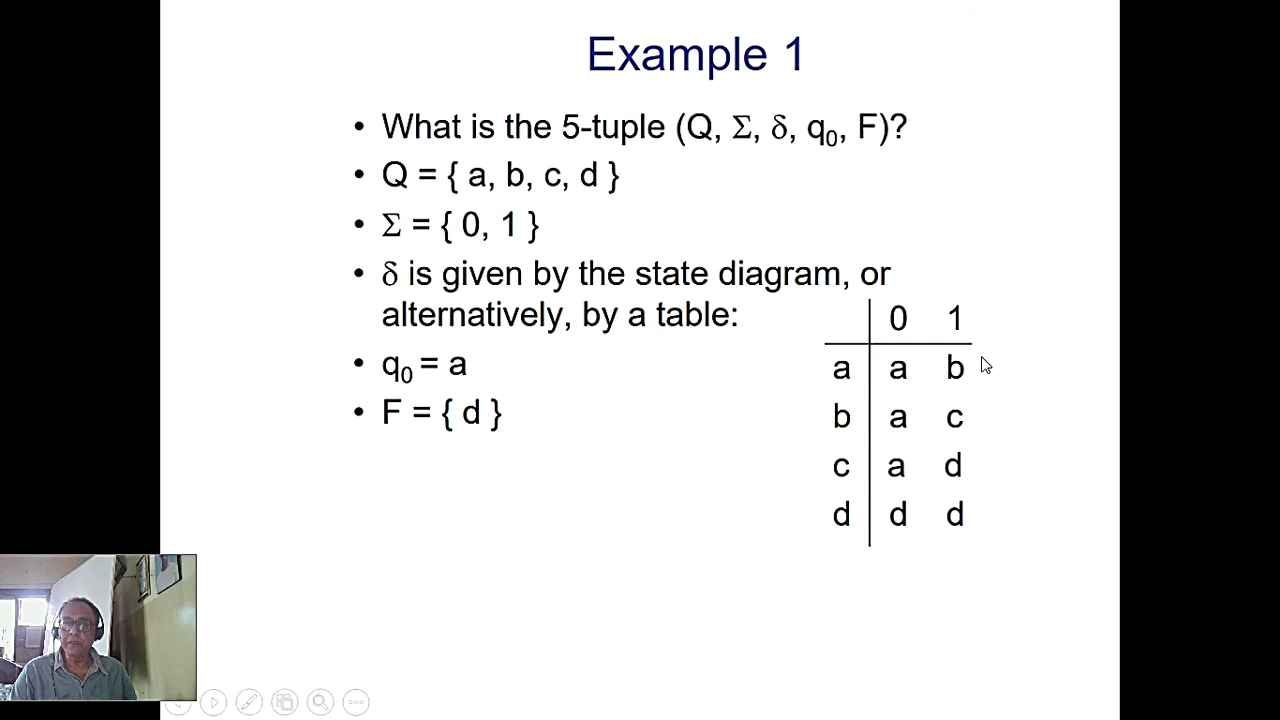 Example 1
• What is the 5-tuple (Q, Σ, δ, q₀, F)?
• Q = { a, b, c, d }
• Σ = { 0, 1 }
• δ is given by the state diagram, or
alternatively, by a table:
• q₀ = a
• F = { d }
0 1
a a b
b a c
c a d
d d d